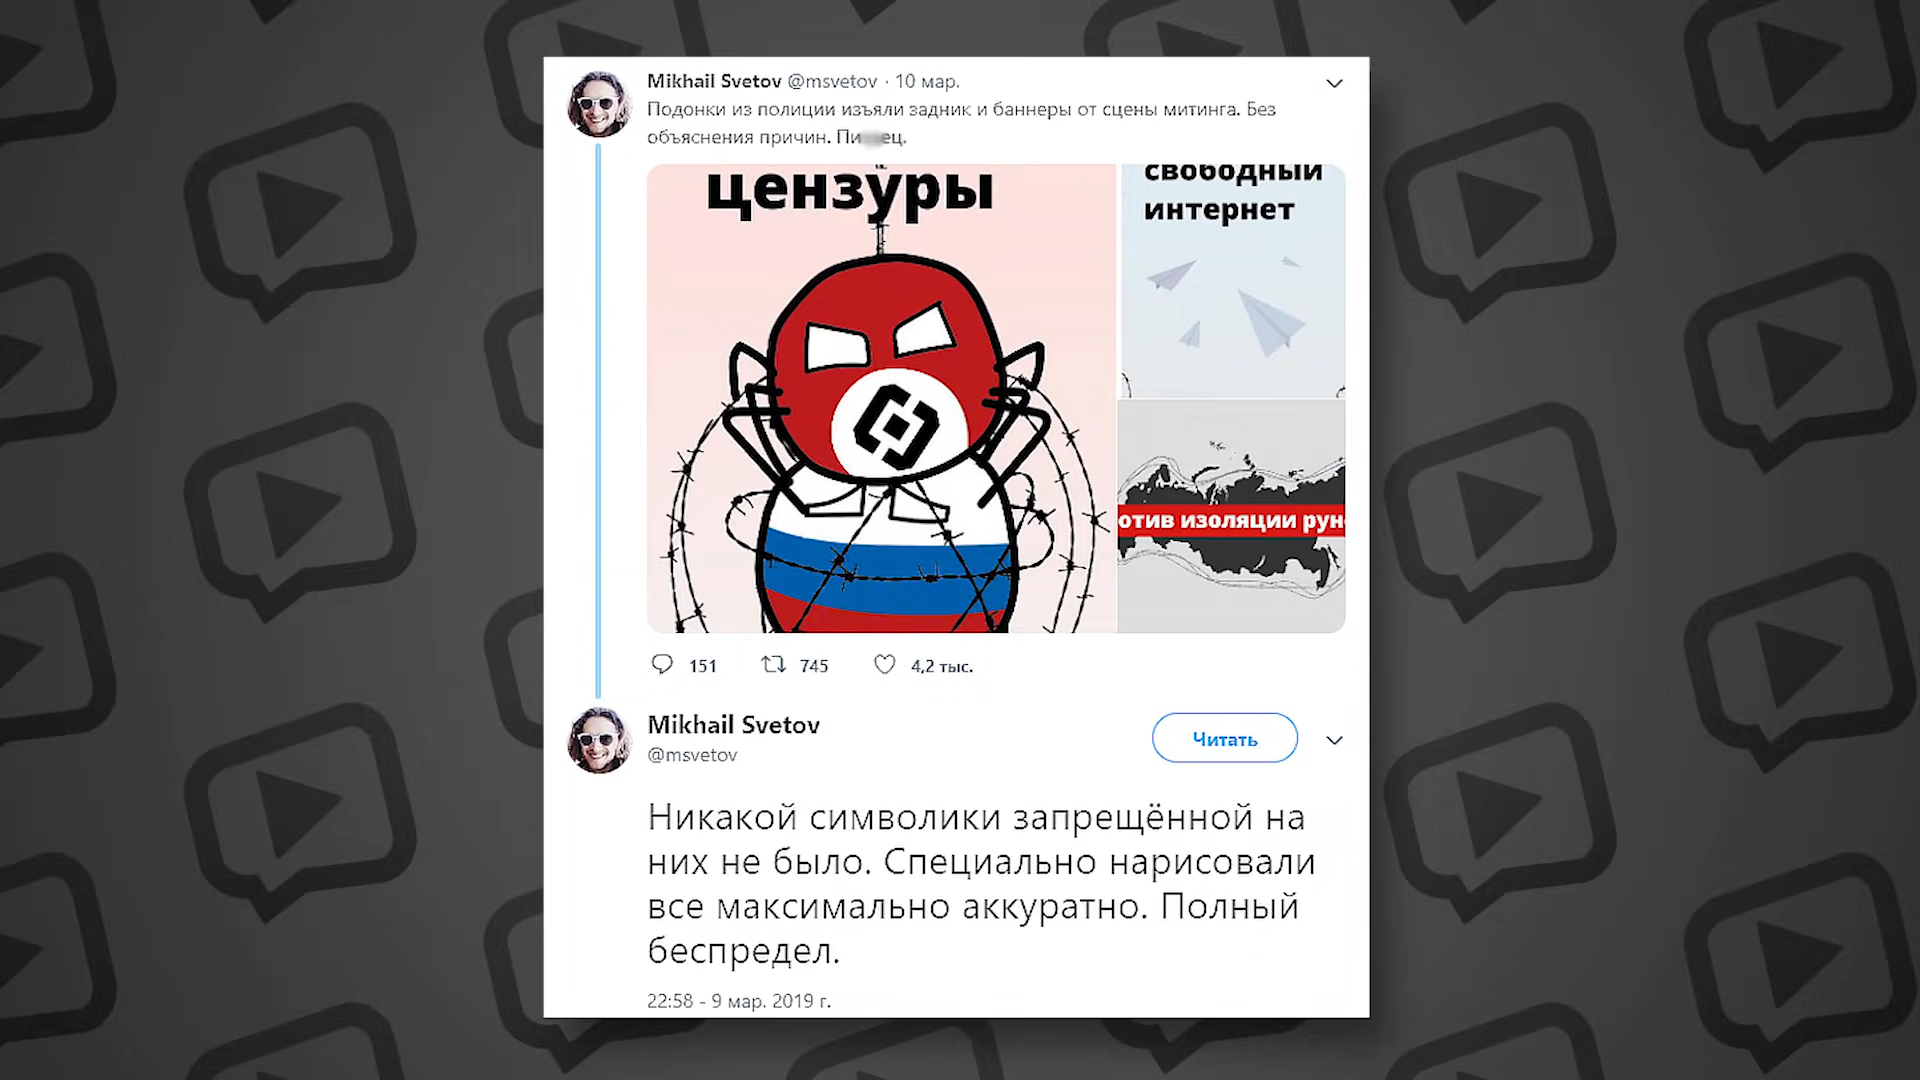 Mikhail Svetov @msvetov · 10 мар.
Подонки из полиции изъяли задник и баннеры от сцены митинга. Без
объяснения причин. Пи ец.
цензуры
свободный
интернет
отив изоляции рун
151 745 4,2 тыс.
Mikhail Svetov
@msvetov
Читать
Никакой символики запрещённой на
них не было. Специально нарисовали
все максимально аккуратно. Полный
беспредел.
22:58 - 9 мар. 2019 г.